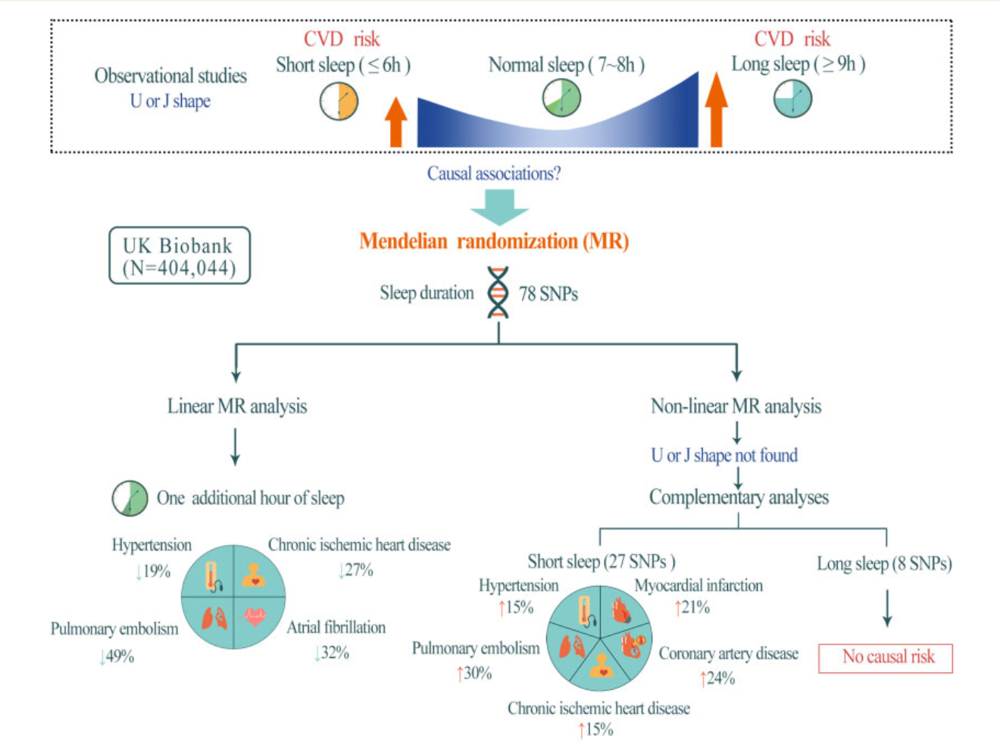 CVD risk
Short sleep ( ≤ 6h )
Observational studies
U or J shape
Normal sleep ( 7~8h )
CVD risk
Long sleep ( ≥ 9h )
Causal associations?
Mendelian randomization (MR)
UK Biobank
(N=404,044)
Sleep duration
78 SNPs
Linear MR analysis
One additional hour of sleep
Hypertension
↓19%
Chronic ischemic heart disease
↓27%
Pulmonary embolism
↓49%
Atrial fibrillation
↓32%
Non-linear MR analysis
U or J shape not found
Complementary analyses
Short sleep (27 SNPs )
Hypertension
↑15%
Myocardial infarction
↑21%
Pulmonary embolism
↑30%
Coronary artery disease
↑24%
Chronic ischemic heart disease
↑15%
Long sleep (8 SNPs)
No causal risk